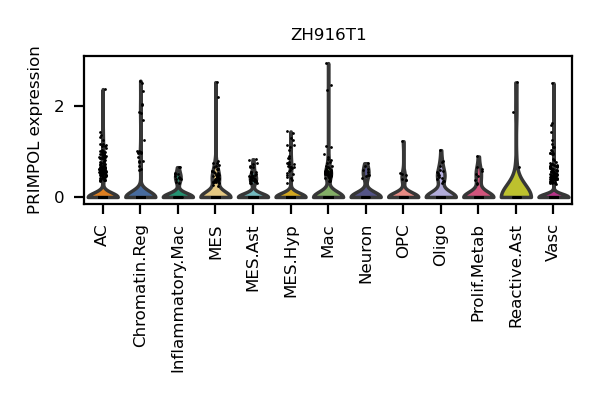 ZH916T1
PRIMPOL expression
2
0
AC
Chromatin.Reg
Inflammatory.Mac
MES
MES.Ast
MES.Hyp
Mac
Neuron
OPC
Oligo
Prolif.Metab
Reactive.Ast
Vasc